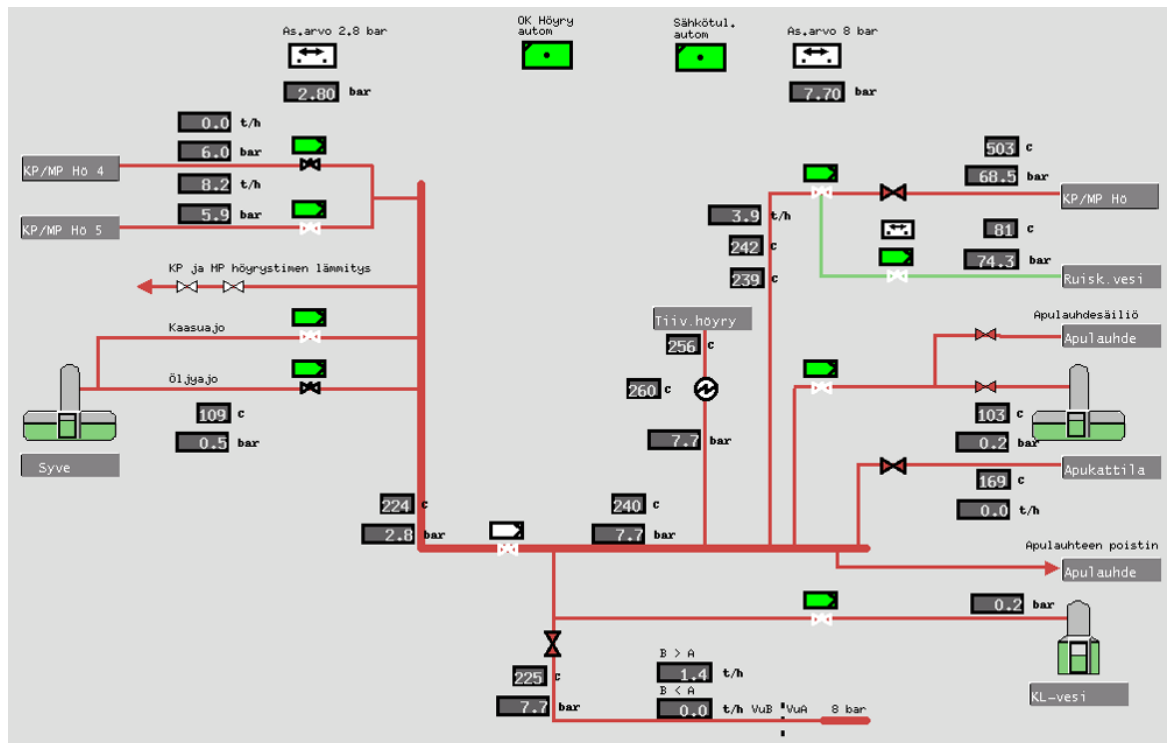 As.arvo 2.8 bar
OK Höyry
autom
Sähkötul.
autom
As.arvo 8 bar
2.80 bar
7.70 bar
0.0 t/h
6.0 bar
KP/MP Hö 4
8.2 t/h
5.9 bar
KP/MP Hö 5
503 c
68.5 bar
KP/MP Hö
3.9 t/h
81 c
242 c
74.3 bar
239 c
Ruisk.vesi
KP ja MP höyrystimen lämmitys
Kaasuajo
Öljyajo
109 c
0.5 bar
Syve
Tiiv.höyry
256 c
260 c
7.7 bar
Apulauhdesäiliö
Apulauhde
103 c
0.2 bar
Apukattila
169 c
0.0 t/h
224 c
2.8 bar
240 c
7.7 bar
Apulauhteen poistin
Apulauhde
0.2 bar
KL-vesi
225 c
7.7 bar
B > A
1.4 t/h
B < A
0.0 t/h VuB VuA 8 bar